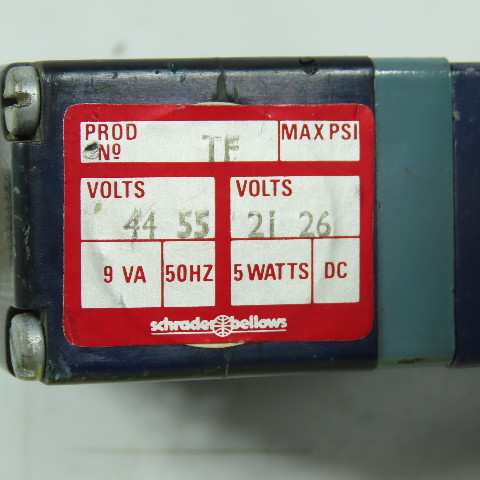 PROD MAX PSI
Nº TF
VOLTS VOLTS
44 55 21 26
9 VA 50HZ 5 WATTS DC
schrader bellows